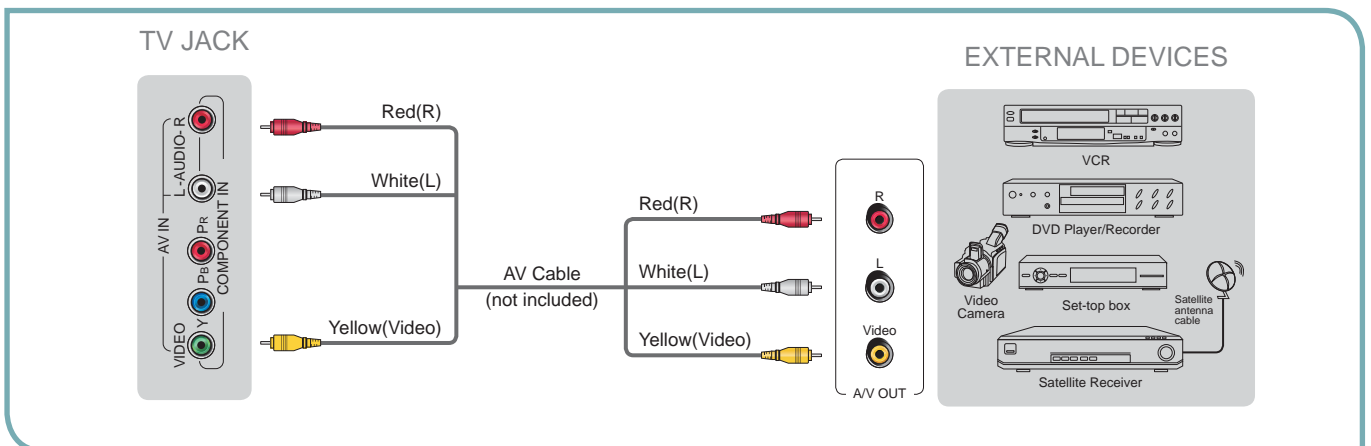 TV JACK
EXTERNAL DEVICES
AV IN
L -AUDIO- R
VIDEO
Y
PB
PR
COMPONENT IN
Red(R)
White(L)
Yellow(Video)
AV Cable
(not included)
Red(R)
White(L)
Yellow(Video)
R
L
Video
A/V OUT
VCR
DVD Player/Recorder
Video
Camera
Set-top box
Satellite
antenna
cable
Satellite Receiver